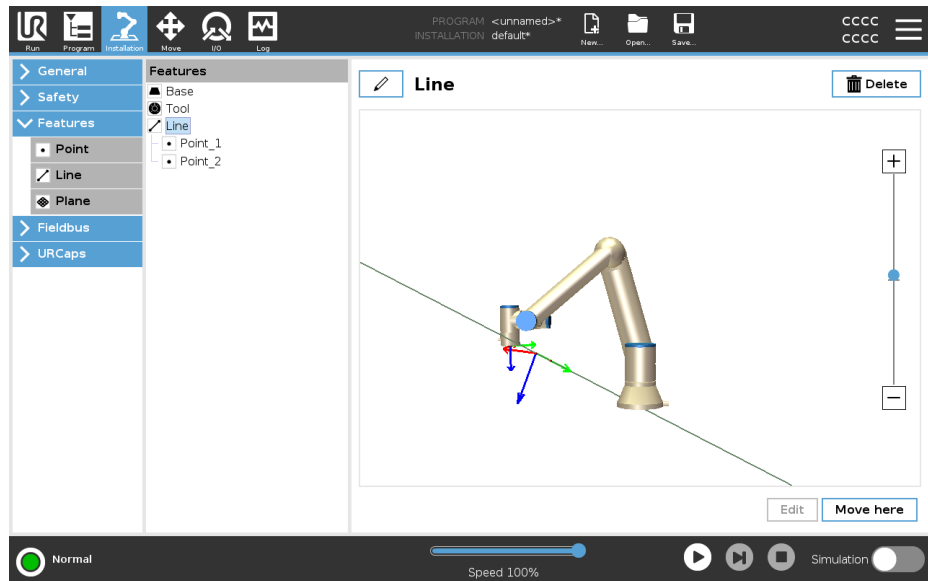 UR
Run
Program
Installation
Move
I/O
Log
PROGRAM <unnamed>*
INSTALLATION default*
New...
Open...
Save...
CCCC
CCCC
General
Safety
Features
Point
Line
Plane
Fieldbus
URCaps
Features
Base
Tool
Line
Point_1
Point_2
Line
Delete
Edit
Move here
Normal
Speed 100%
Simulation